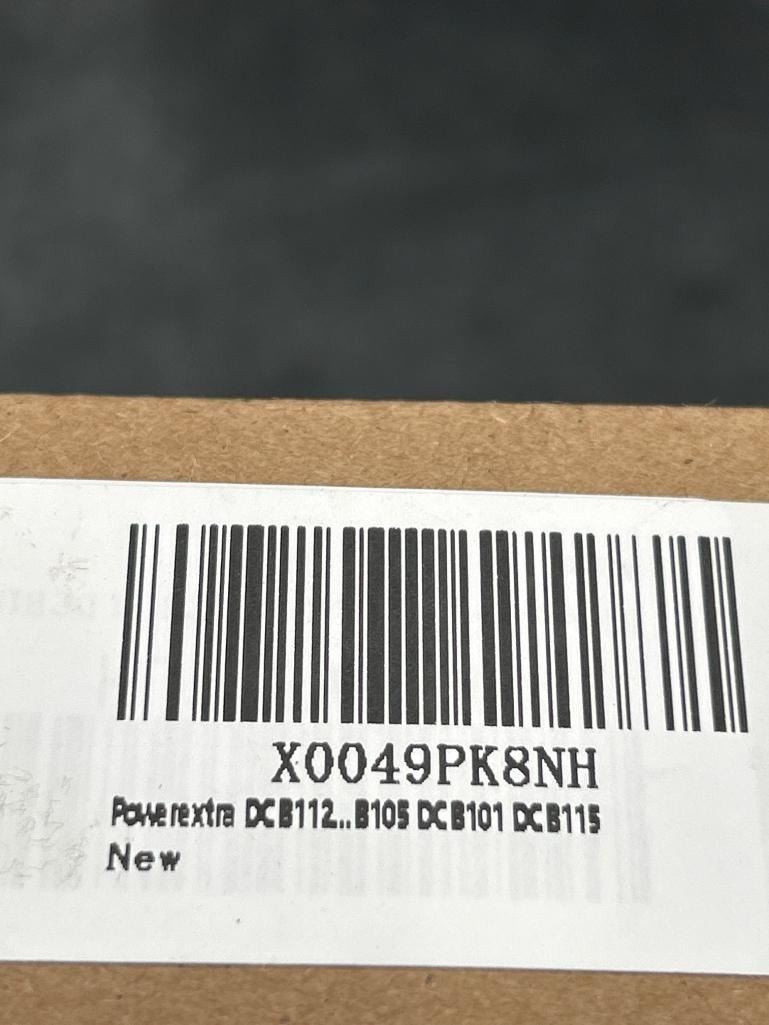 X0049PK8NH
Powerextra DCB112...B105 DCB101 DCB115
New